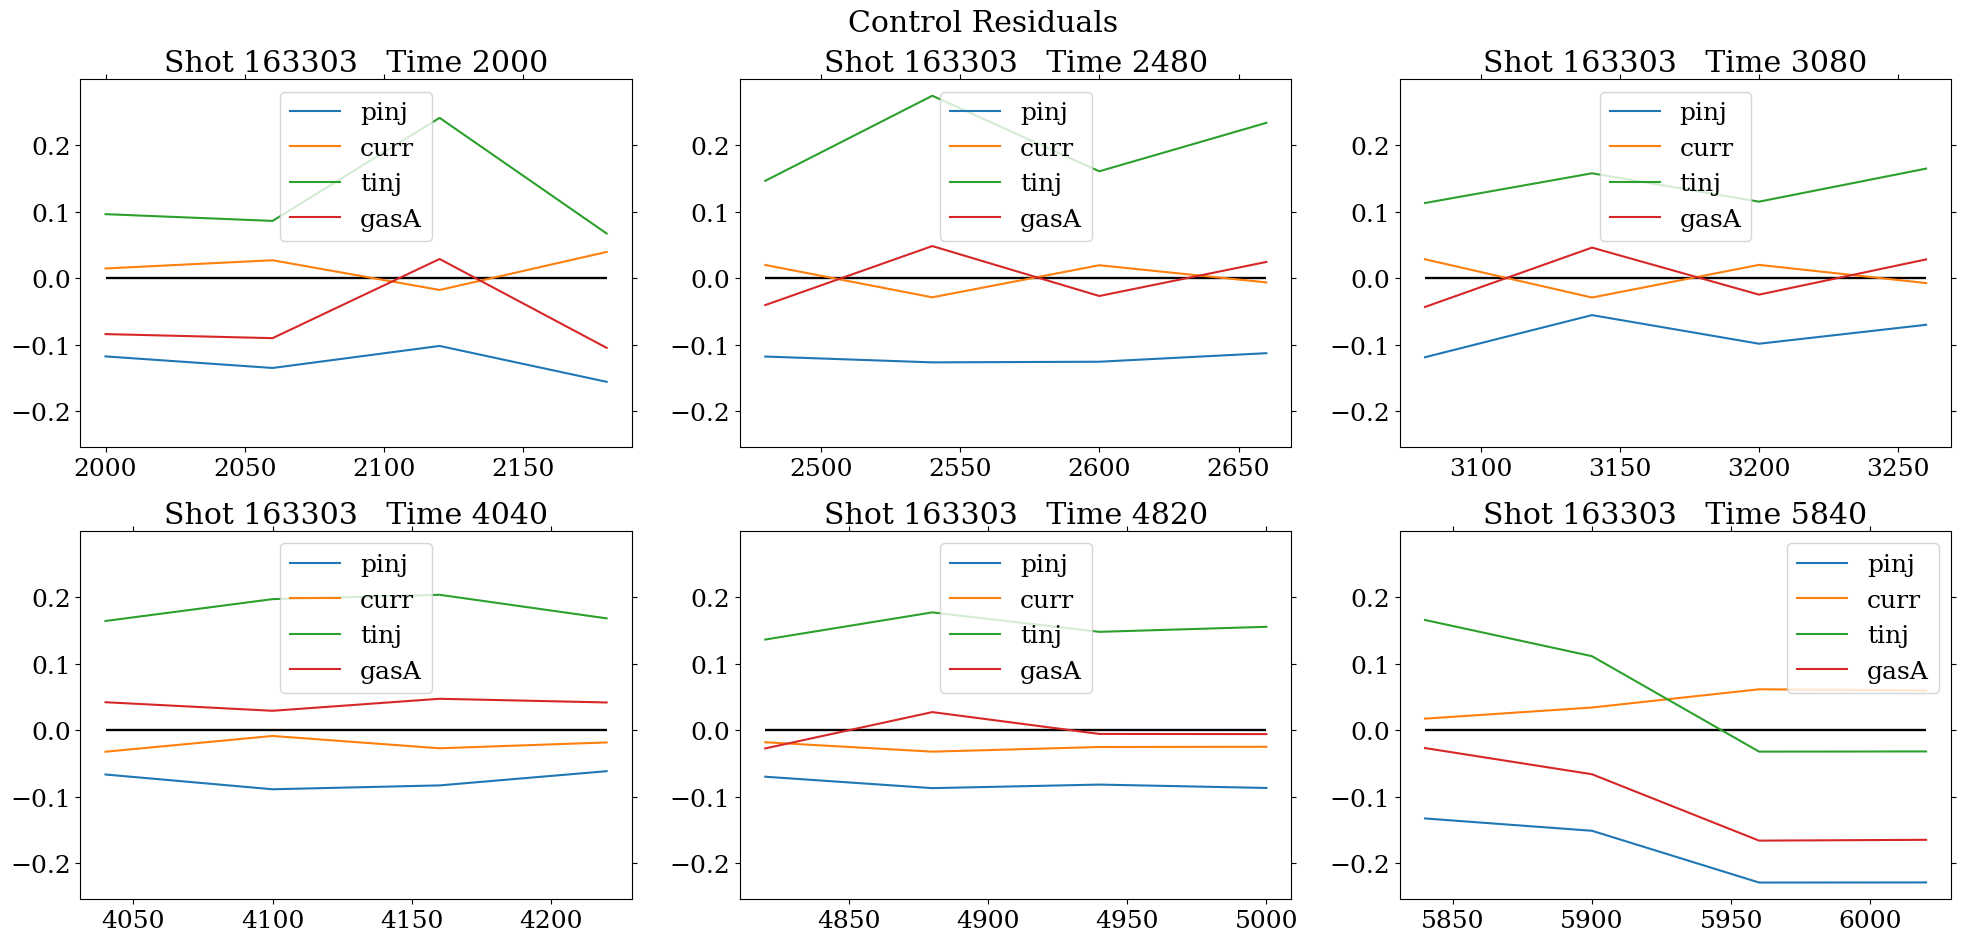 Control Residuals
Shot 163303   Time 2000
Shot 163303   Time 2480
Shot 163303   Time 3080
pinj
curr
tinj
gasA
pinj
curr
tinj
gasA
pinj
curr
tinj
gasA
0.2
0.1
0.0
−0.1
−0.2
0.2
0.1
0.0
−0.1
−0.2
0.2
0.1
0.0
−0.1
−0.2
2000 2050 2100 2150
2500 2550 2600 2650
3100 3150 3200 3250
Shot 163303   Time 4040
Shot 163303   Time 4820
Shot 163303   Time 5840
pinj
curr
tinj
gasA
pinj
curr
tinj
gasA
pinj
curr
tinj
gasA
0.2
0.1
0.0
−0.1
−0.2
0.2
0.1
0.0
−0.1
−0.2
0.2
0.1
0.0
−0.1
−0.2
4050 4100 4150 4200
4850 4900 4950 5000
5850 5900 5950 6000